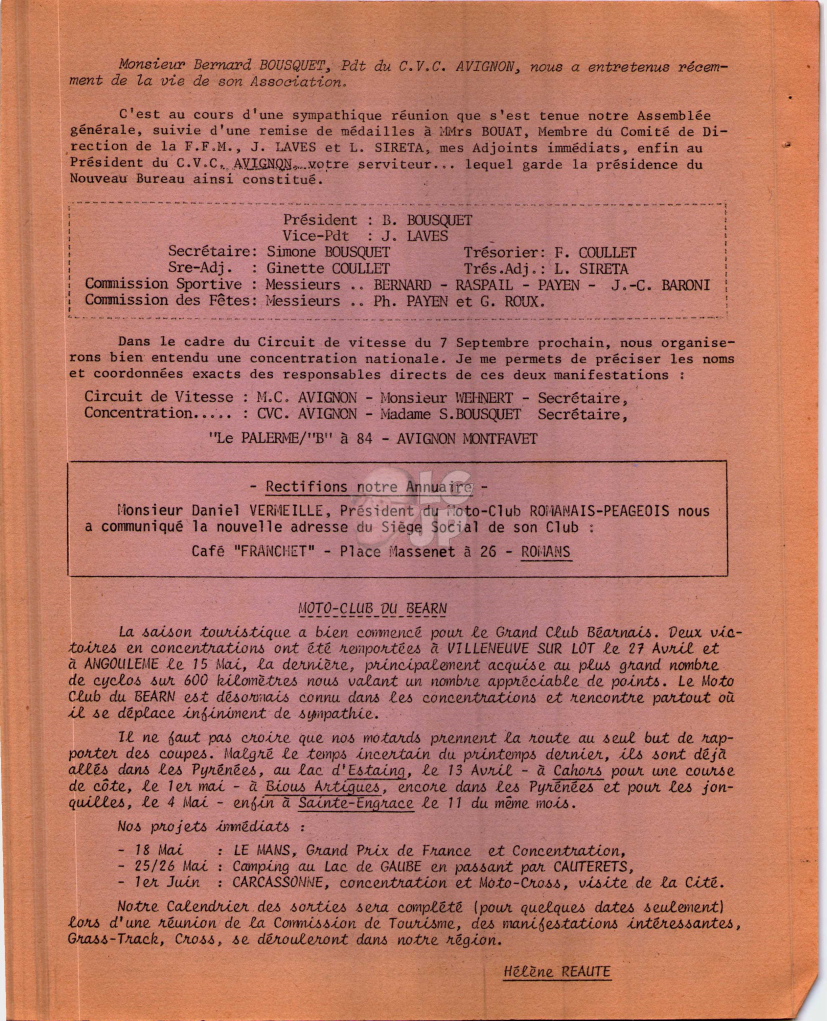 Monsieur Bernard BOUSQUET, Pdt du C.V.C. AVIGNON, nous a entretenus récem-
ment de la vie de son Association.
C'est au cours d'une sympathique réunion que s'est tenue notre Assemblée
générale, suivie d'une remise de médailles à MMrs BOUAT, Membre du Comité de Di-
rection de la F.F.M., J. LAVES et L. SIRETA, mes Adjoints immédiats, enfin au
Président du C.V.C. AVIGNON...votre serviteur... lequel garde la présidence du
Nouveau Bureau ainsi constitué.
Président : B. BOUSQUET
Vice-Pdt : J. LAVES
Secrétaire: Simone BOUSQUET Trésorier: F. COULLET
Sre-Adj. : Ginette COULLET Trés.Adj.: L. SIRETA
Commission Sportive : Messieurs .. BERNARD - RASPAIL - PAYEN - J.-C. BARONI
Commission des Fêtes: Messieurs .. Ph. PAYEN et G. ROUX.
Dans le cadre du Circuit de vitesse du 7 Septembre prochain, nous organise-
rons bien entendu une concentration nationale. Je me permets de préciser les noms
et coordonnées exacts des responsables directs de ces deux manifestations :
Circuit de Vitesse : M.C. AVIGNON - Monsieur WEHNERT - Secrétaire,
Concentration..... : CVC. AVIGNON - Madame S.BOUSQUET Secrétaire,
"Le PALERME/"B" à 84 - AVIGNON MONTFAVET
- Rectifions notre Annuaire -
Monsieur Daniel VERMEILLE, Président du Moto-Club ROMANAIS-PEAGEOIS nous
a communiqué la nouvelle adresse du Siège Social de son Club :
Café "FRANCHET" - Place Massenet à 26 - ROMANS
JLC
JP
MOTO-CLUB DU BEARN
La saison touristique a bien commencé pour le Grand Club Béarnais. Deux vic-
toires en concentrations ont été remportées à VILLENEUVE SUR LOT le 27 Avril et
à ANGOULEME le 15 Mai, la dernière, principalement acquise au plus grand nombre
de cyclos sur 600 kilomètres nous valant un nombre appréciable de points. Le Moto
Club du BEARN est désormais connu dans les concentrations et rencontre partout où
il se déplace infiniment de sympathie.
Il ne faut pas croire que nos motards prennent la route au seul but de rap-
porter des coupes. Malgré le temps incertain du printemps dernier, ils sont déjà
allés dans les Pyrénées, au lac d'Estaing, le 13 Avril - à Cahors pour une course
de côte, le 1er mai - à Bious Artigues, encore dans les Pyrénées et pour les jon-
quilles, le 4 Mai - enfin à Sainte-Engrace le 11 du même mois.
Nos projets immédiats :
- 18 Mai : LE MANS, Grand Prix de France et Concentration,
- 25/26 Mai : Camping au Lac de GAUBE en passant par CAUTERETS,
- 1er Juin : CARCASSONNE, concentration et Moto-Cross, visite de la Cité.
Notre Calendrier des sorties sera complété (pour quelques dates seulement)
lors d'une réunion de la Commission de Tourisme, des manifestations intéressantes,
Grass-Track, Cross, se dérouleront dans notre région.
Hélène REAUTE